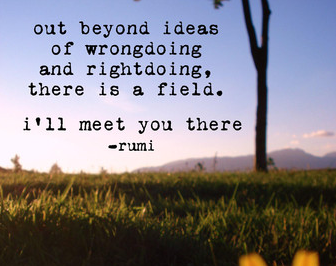 out beyond ideas
of wrongdoing
and rightdoing,
there is a field.
i'll meet you there
-rumi